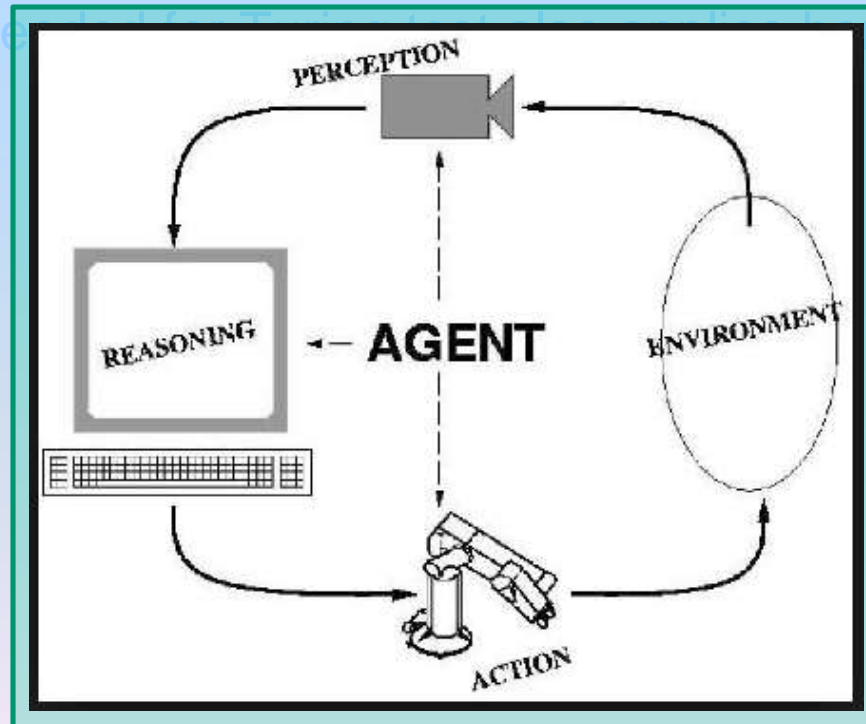 PERCEPTION
REASONING
AGENT
ENVIRONMENT
ACTION